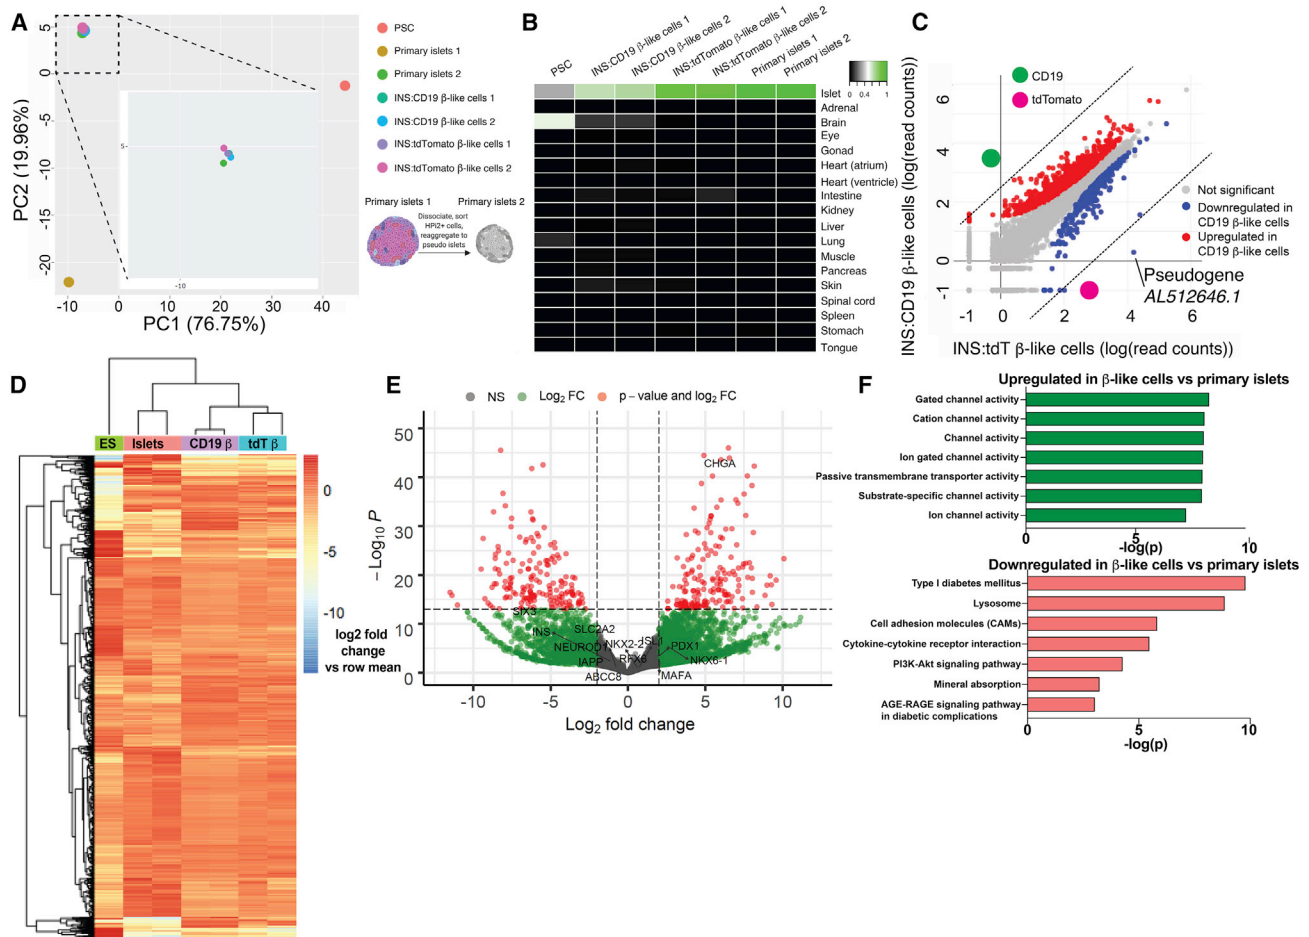 A
PC2 (19.96%)
5
0
-5
-10
-15
-20
-10
0
10
20
30
40
PC1 (76.75%)
5
-10
PSC
Primary islets 1
Primary islets 2
INS:CD19 β-like cells 1
INS:CD19 β-like cells 2
INS:tdTomato β-like cells 1
INS:tdTomato β-like cells 2
Primary islets 1
Primary islets 2
Dissociate, sort
HPi2+ cells,
reaggregate to
pseudo islets
B
PSC
INS:CD19 β-like cells 1
INS:CD19 β-like cells 2
INS:tdTomato β-like cells 1
INS:tdTomato β-like cells 2
Primary islets 1
Primary islets 2
0 0.4 1
Islet
Adrenal
Brain
Eye
Gonad
Heart (atrium)
Heart (ventricle)
Intestine
Kidney
Liver
Lung
Muscle
Pancreas
Skin
Spinal cord
Spleen
Stomach
Tongue
C
INS:CD19 β-like cells (log(read counts))
6
4
2
0
-1
-1
0
2
4
6
INS:tdT β-like cells (log(read counts))
CD19
tdTomato
Not significant
Downregulated in
CD19 β-like cells
Upregulated in
CD19 β-like cells
Pseudogene
AL512646.1
D
ES
Islets
CD19 β
tdT β
0
-5
-10
log2 fold
change
vs row mean
E
NS
Log2 FC
p – value and log2 FC
– Log10 P
50
40
30
20
10
0
-10
-5
0
5
10
Log2 fold change
CHGA
SIX3
SLC2A2
INS
NEUROD1
NKX2-2
ISL1
PDX1
IAPP
RFX6
NKX6-1
ABCC8
MAFA
F
Upregulated in β-like cells vs primary islets
Gated channel activity
Cation channel activity
Channel activity
Ion gated channel activity
Passive transmembrane transporter activity
Substrate-specific channel activity
Ion channel activity
0
5
10
-log(p)
Downregulated in β-like cells vs primary islets
Type I diabetes mellitus
Lysosome
Cell adhesion molecules (CAMs)
Cytokine-cytokine receptor interaction
PI3K-Akt signaling pathway
Mineral absorption
AGE-RAGE signaling pathway
in diabetic complications
0
5
10
-log(p)